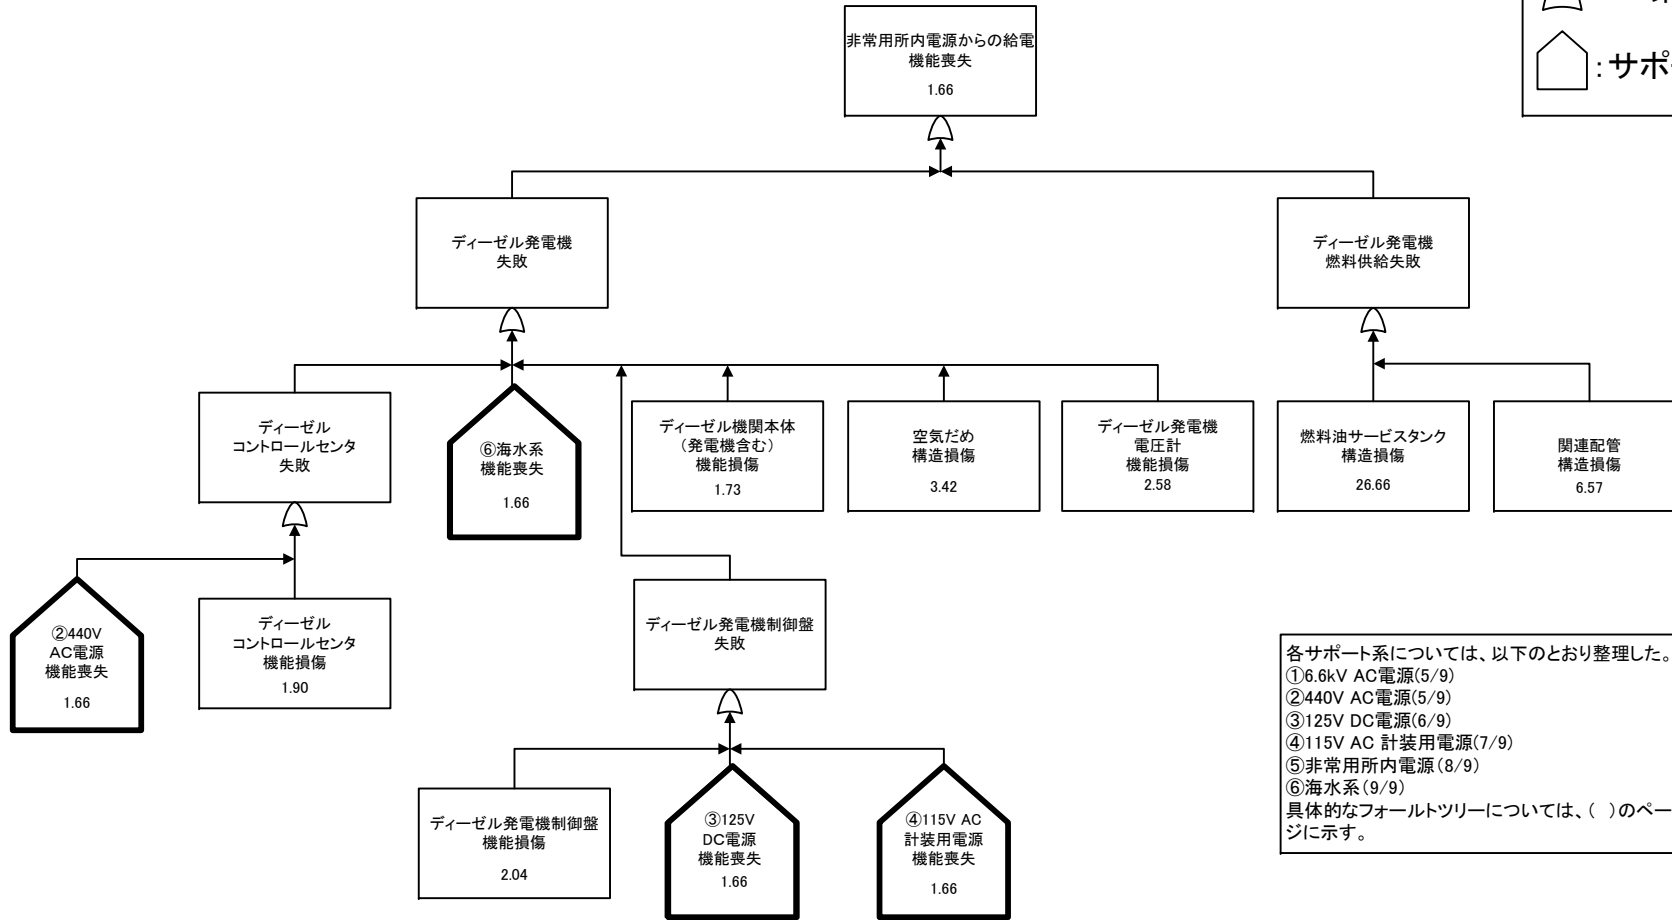 :サポ
非常用所内電源からの給電
機能喪失
1.66
ディーゼル発電機
失敗
ディーゼル発電機
燃料供給失敗
ディーゼル
コントロールセンタ
失敗
⑥海水系
機能喪失
1.66
ディーゼル機関本体
(発電機含む)
機能損傷
1.73
空気だめ
構造損傷
3.42
ディーゼル発電機
電圧計
機能損傷
2.58
燃料油サービスタンク
構造損傷
26.66
関連配管
構造損傷
6.57
②440V
AC電源
機能喪失
1.66
ディーゼル
コントロールセンタ
機能損傷
1.90
ディーゼル発電機制御盤
失敗
ディーゼル発電機制御盤
機能損傷
2.04
③125V
DC電源
機能喪失
1.66
④115V AC
計装用電源
機能喪失
1.66
各サポート系については、以下のとおり整理した。
①6.6kV AC電源(5/9)
②440V AC電源(5/9)
③125V DC電源(6/9)
④115V AC 計装用電源(7/9)
⑤非常用所内電源(8/9)
⑥海水系(9/9)
具体的なフォールトツリーについては、( )のペー
ジに示す。